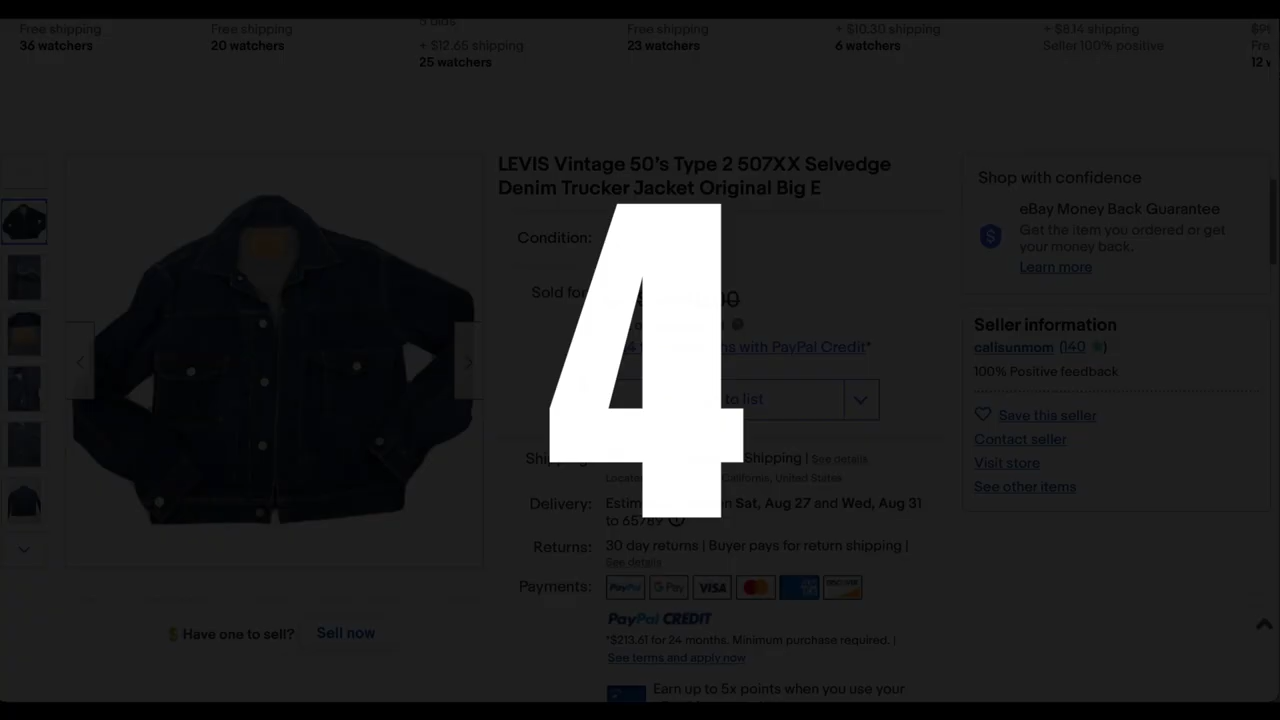 5 bids
Free shipping
36 watchers
Free shipping
20 watchers
+ $12.65 shipping
25 watchers
Free shipping
23 watchers
+ $10.30 shipping
6 watchers
+ $8.14 shipping
Seller 100% positive
12
LEVIS Vintage 50's Type 2 507XX Selvedge
Denim Trucker Jacket Original Big E
Condition:
Sold for
4
with PayPal Credit*
to list
Shipping | See details
California, United States
Delivery:
Sat, Aug 27 and Wed, Aug 31
to 65789
Returns:
30 day returns | Buyer pays for return shipping |
See details
Payments:
PayPal
G Pay
VISA
DISCOVER
PayPal CREDIT
*$213.61 for 24 months. Minimum purchase required. |
See terms and apply now
Earn up to 5x points when you use your
Have one to sell?
Sell now
Shop with confidence
eBay Money Back Guarantee
Get the item you ordered or get
your money back.
Learn more
Seller information
calisunmom (140)
100% Positive feedback
Save this seller
Contact seller
Visit store
See other items